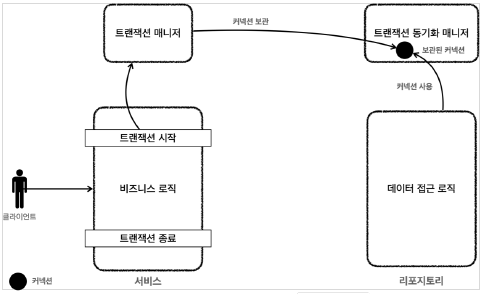 트랜잭션 매니저
커넥션 보관
트랜잭션 동기화 매니저
보관된 커넥션
커넥션 사용
트랜잭션 시작
비즈니스 로직
데이터 접근 로직
클라이언트
트랜잭션 종료
커넥션
서비스
리포지토리